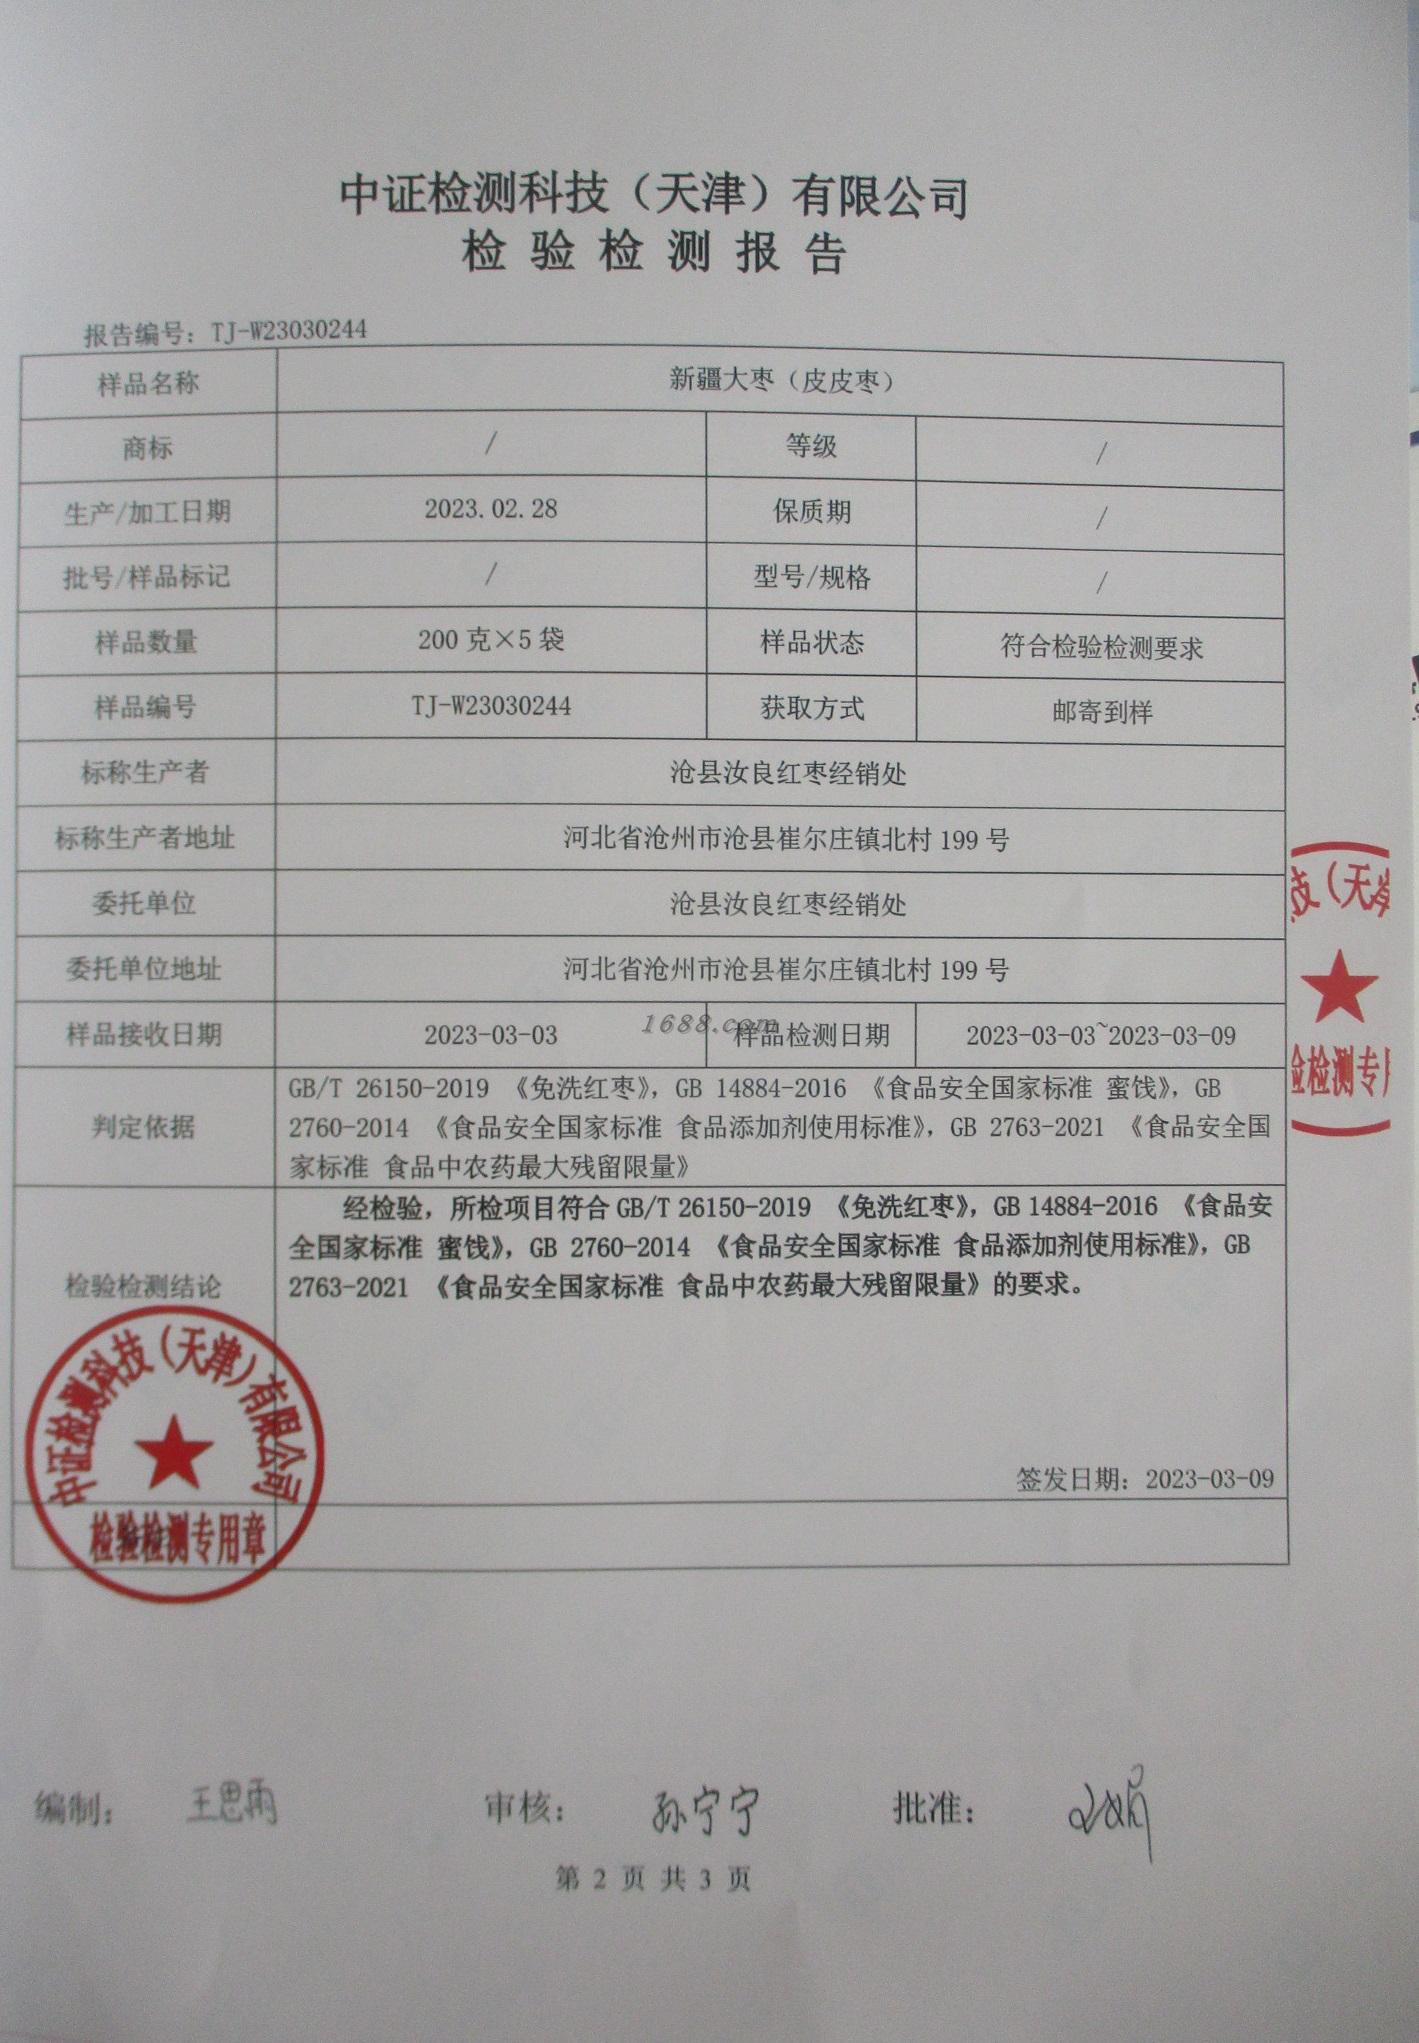 中证检测科技（天津）有限公司
检验检测报告
报告编号：TJ-W23030244
样品名称 新疆大枣（皮皮枣）
商标 / 等级 /
生产/加工日期 2023.02.28 保质期 /
批号/样品标记 / 型号/规格 /
样品数量 200 克×5 袋 样品状态 符合检验检测要求
样品编号 TJ-W23030244 获取方式 邮寄到样
标称生产者 沧县汝良红枣经销处
标称生产者地址 河北省沧州市沧县崔尔庄镇北村 199 号
委托单位 沧县汝良红枣经销处
委托单位地址 河北省沧州市沧县崔尔庄镇北村 199 号
样品接收日期 2023-03-03 样品检测日期 2023-03-03~2023-03-09
1688.com
判定依据
GB/T 26150-2019 《免洗红枣》，GB 14884-2016 《食品安全国家标准 蜜饯》，GB
2760-2014 《食品安全国家标准 食品添加剂使用标准》，GB 2763-2021 《食品安全国
家标准 食品中农药最大残留限量》
检验检测结论
经检验，所检项目符合 GB/T 26150-2019 《免洗红枣》，GB 14884-2016 《食品安
全国家标准 蜜饯》，GB 2760-2014 《食品安全国家标准 食品添加剂使用标准》，GB
2763-2021 《食品安全国家标准 食品中农药最大残留限量》的要求。
签发日期：2023-03-09
中证检测科技（天津）有限公司
检验检测专用章
技（天津
验检测专用
编制： 王思雨 审核： 孙宁宁 批准：
第 2 页 共 3 页